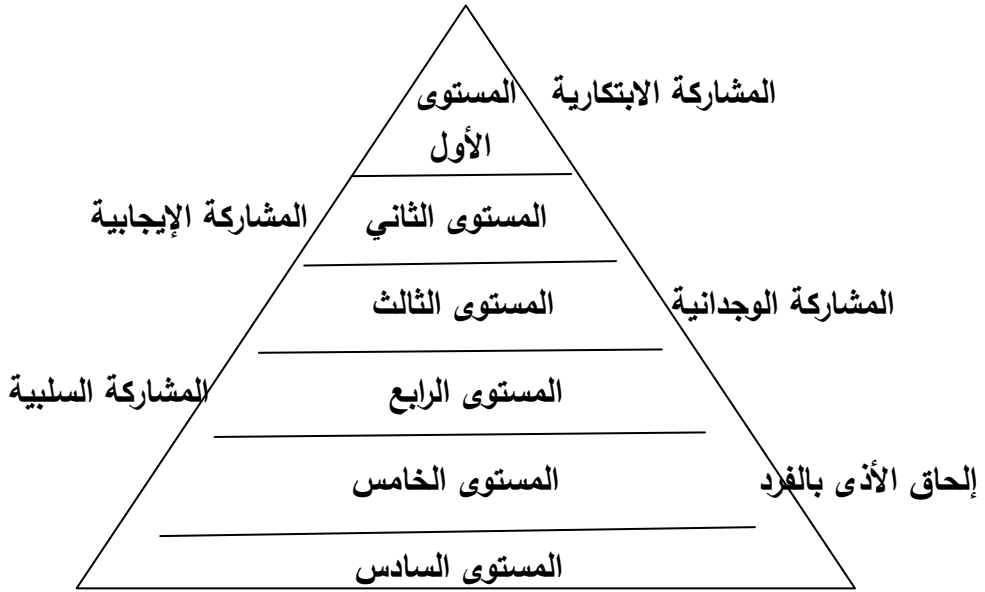 المشاركة الابتكارية
المستوى
الأول
المستوى الثاني
المشاركة الإيجابية
المشاركة الوجدانية
المستوى الثالث
المستوى الرابع
المشاركة السلبية
إلحاق الأذى بالفرد
المستوى الخامس
المستوى السادس